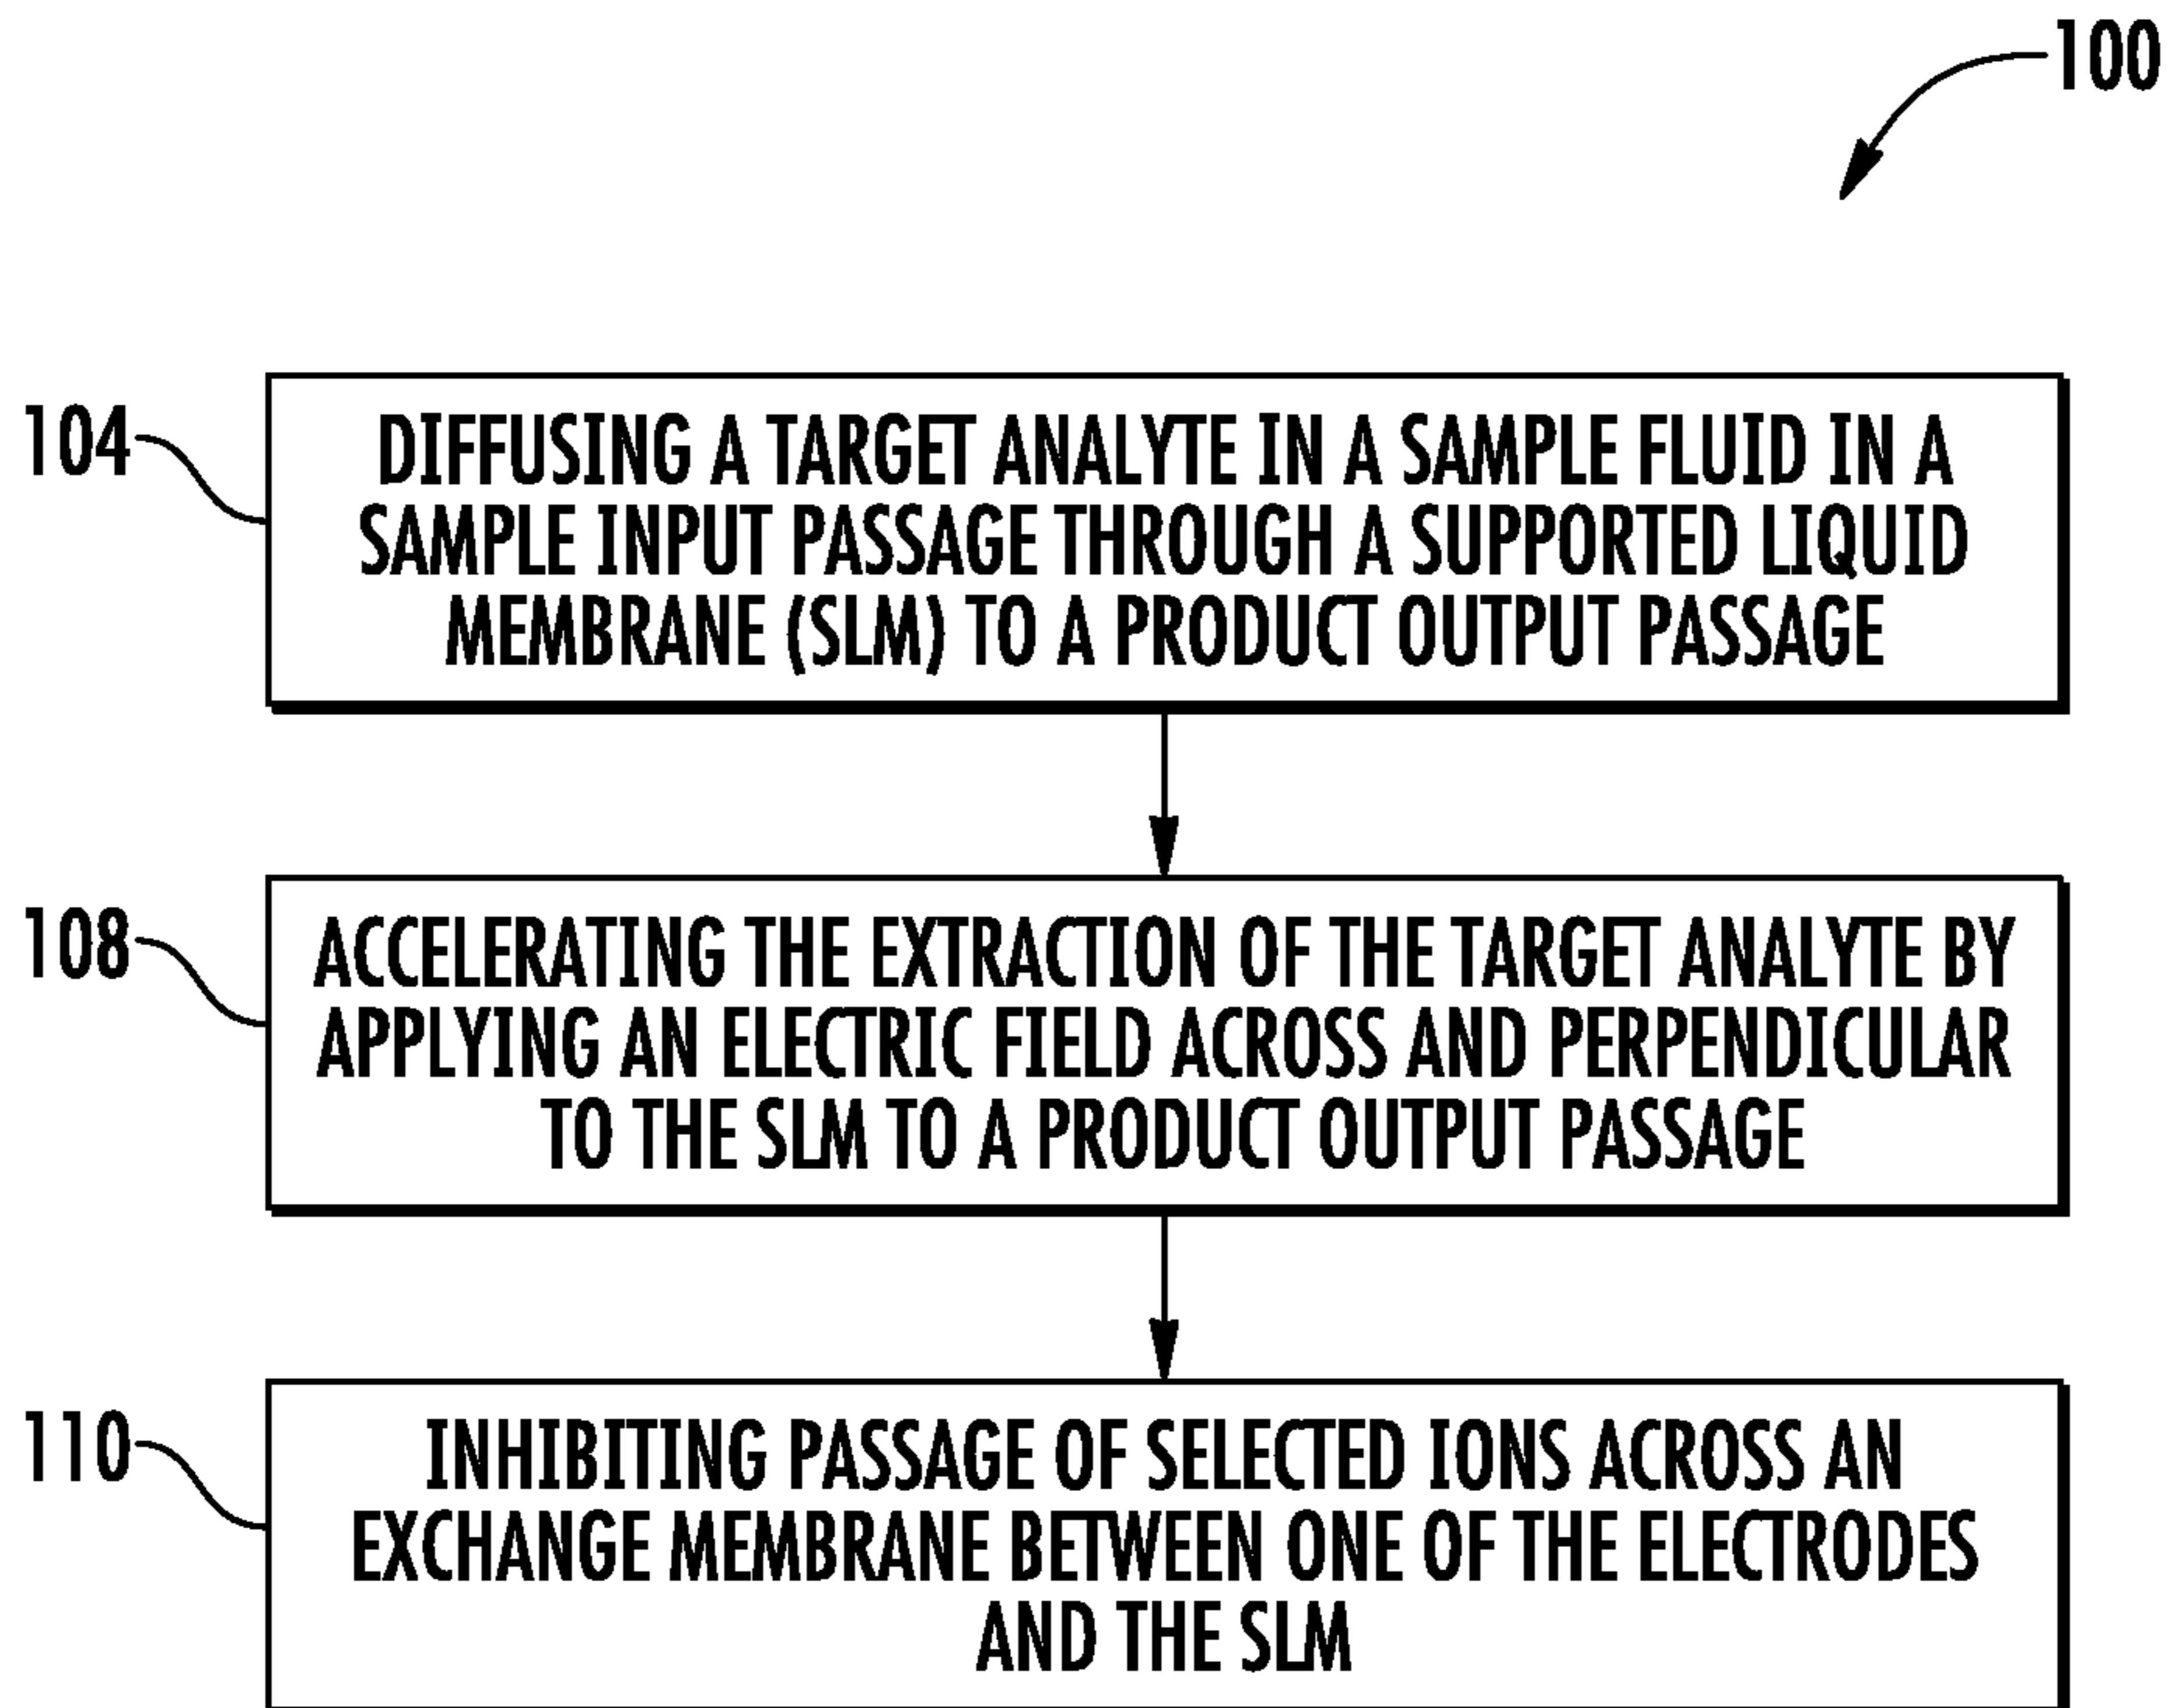 100
104
DIFFUSING A TARGET ANALYTE IN A SAMPLE FLUID IN A
SAMPLE INPUT PASSAGE THROUGH A SUPPORTED LIQUID
MEMBRANE (SLM) TO A PRODUCT OUTPUT PASSAGE
108
ACCELERATING THE EXTRACTION OF THE TARGET ANALYTE BY
APPLYING AN ELECTRIC FIELD ACROSS AND PERPENDICULAR
TO THE SLM TO A PRODUCT OUTPUT PASSAGE
110
INHIBITING PASSAGE OF SELECTED IONS ACROSS AN
EXCHANGE MEMBRANE BETWEEN ONE OF THE ELECTRODES
AND THE SLM